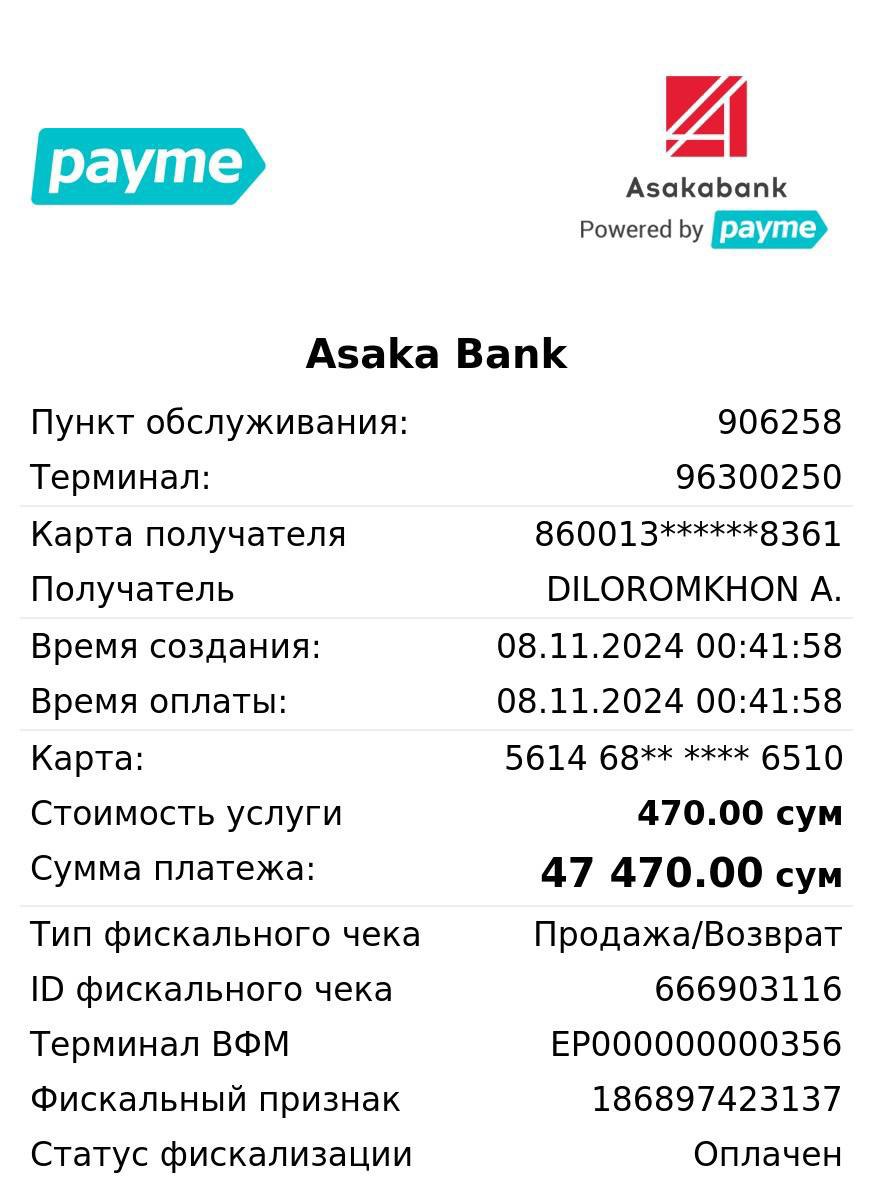 payme
Asakabank
Powered by payme
Asaka Bank
Пункт обслуживания: 906258
Терминал: 96300250
Карта получателя 860013******8361
Получатель DILOROMKHON A.
Время создания: 08.11.2024 00:41:58
Время оплаты: 08.11.2024 00:41:58
Карта: 5614 68** **** 6510
Стоимость услуги 470.00 сум
Сумма платежа: 47 470.00 сум
Тип фискального чека Продажа/Возврат
ID фискального чека 666903116
Терминал ВФМ EP000000000356
Фискальный признак 186897423137
Статус фискализации Оплачен